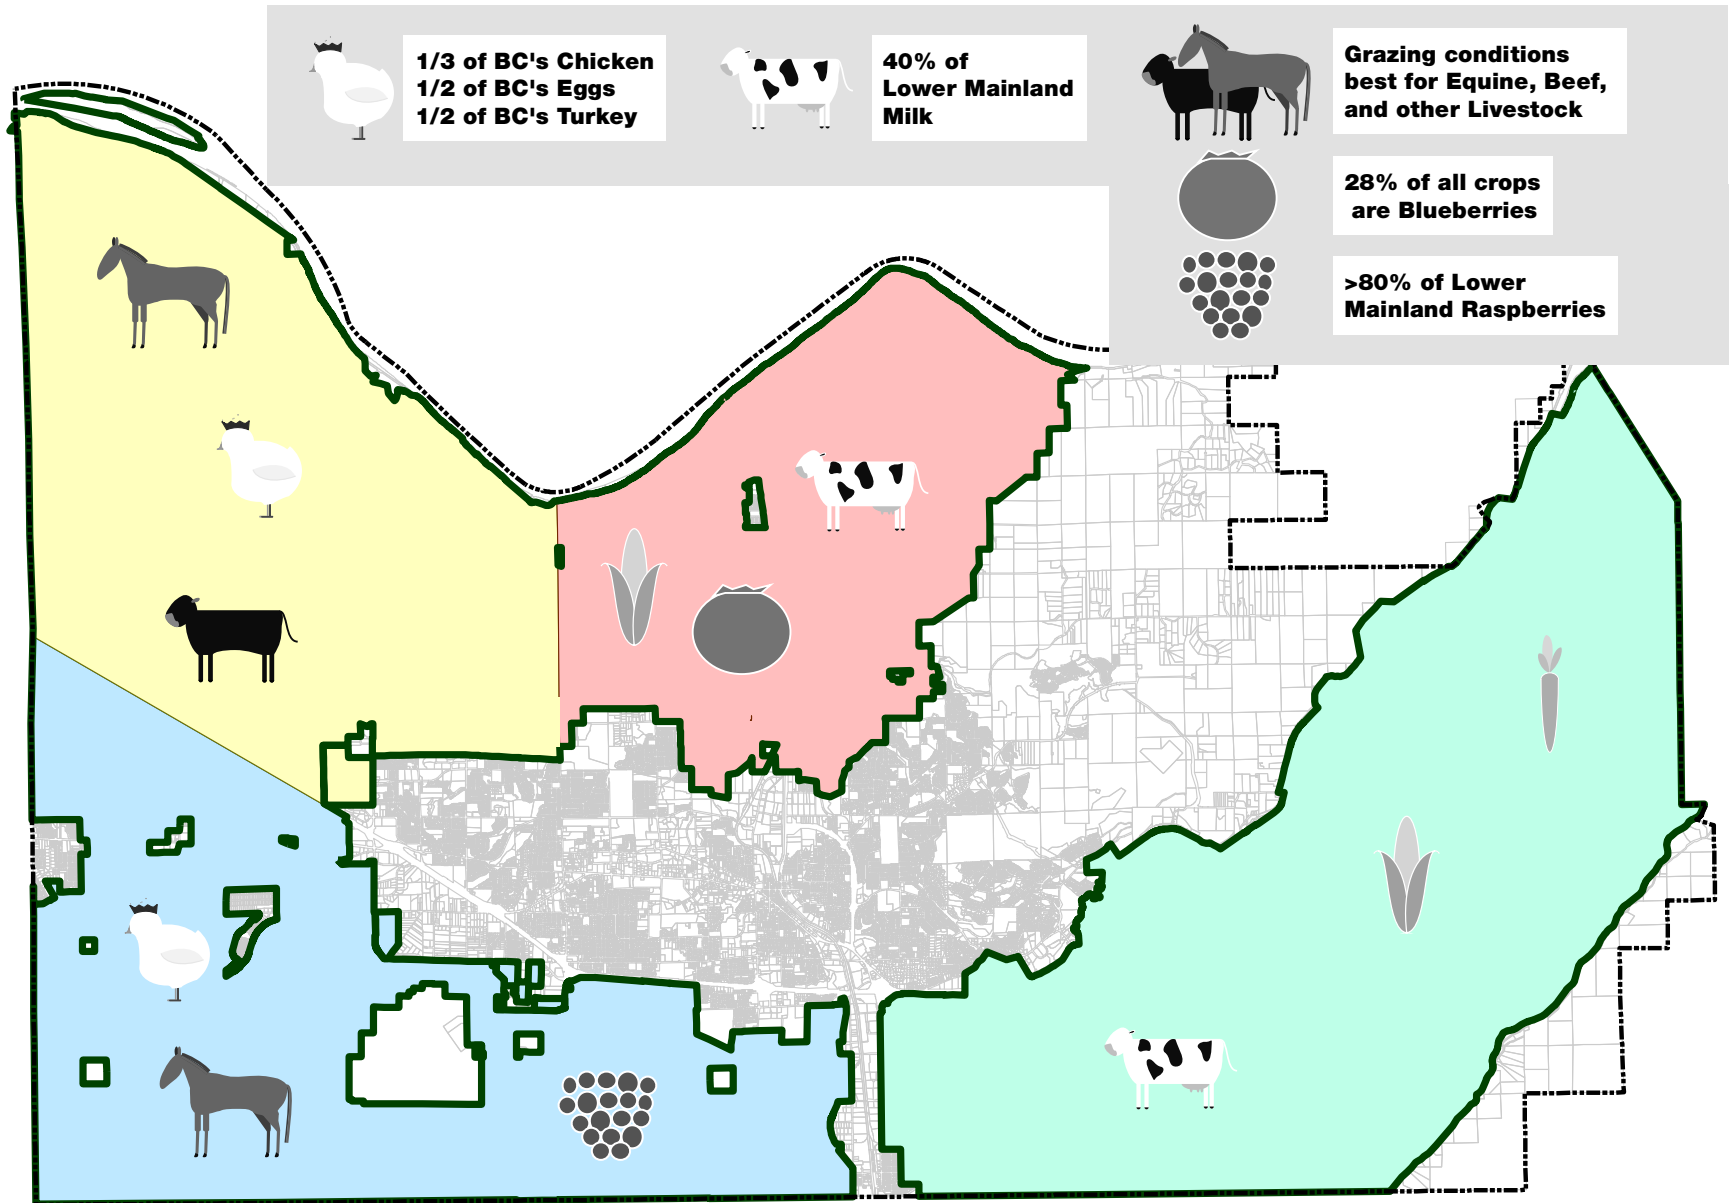 1/3 of BC's Chicken
1/2 of BC's Eggs
1/2 of BC's Turkey
40% of
Lower Mainland
Milk
Grazing conditions
best for Equine, Beef,
and other Livestock
28% of all crops
are Blueberries
>80% of Lower
Mainland Raspberries